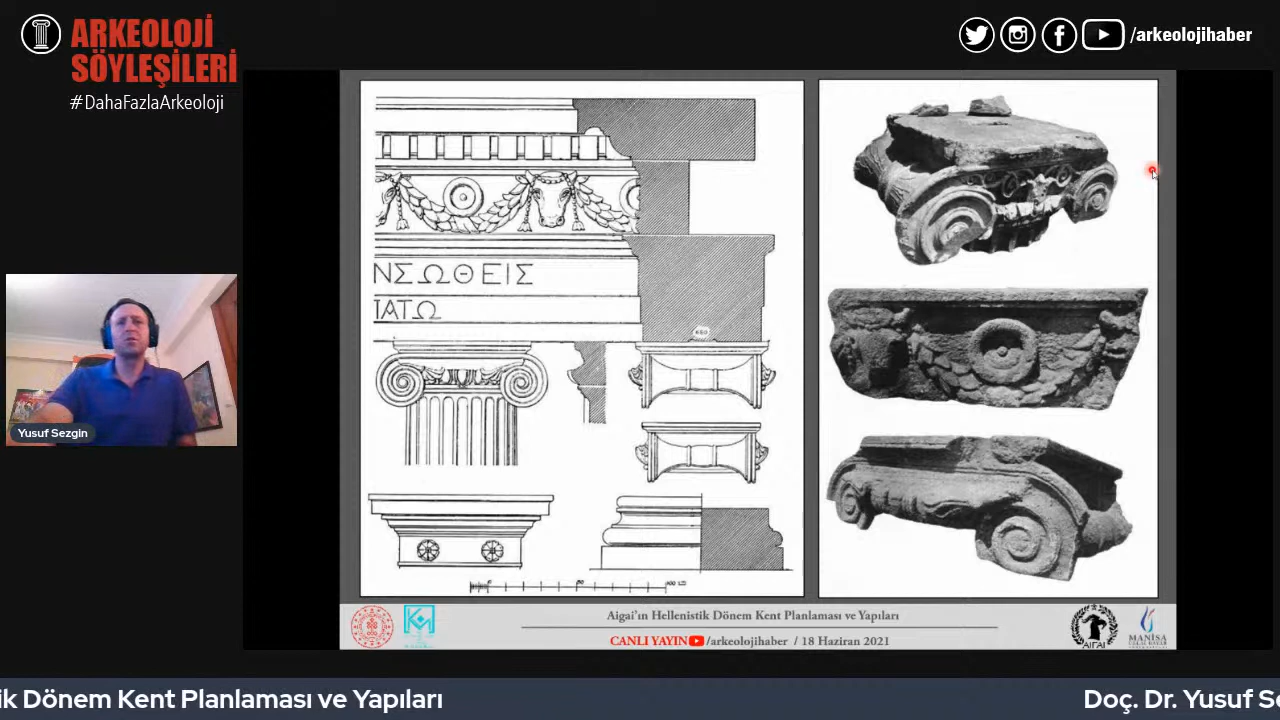 ARKEOLOJİ
SÖYLEŞİLERİ
#DahaFazlaArkeoloji
/arkeolojihaber
ΝΣΩΘΕΙΣ
ΙΑΤΩ
Yusuf Sezgin
Aigai'ın Hellenistik Dönem Kent Planlaması ve Yapıları
CANLI YAYIN /arkeolojihaber / 18 Haziran 2021
AIGAI
MANİSA
ik Dönem Kent Planlaması ve Yapıları
Doç. Dr. Yusuf Se